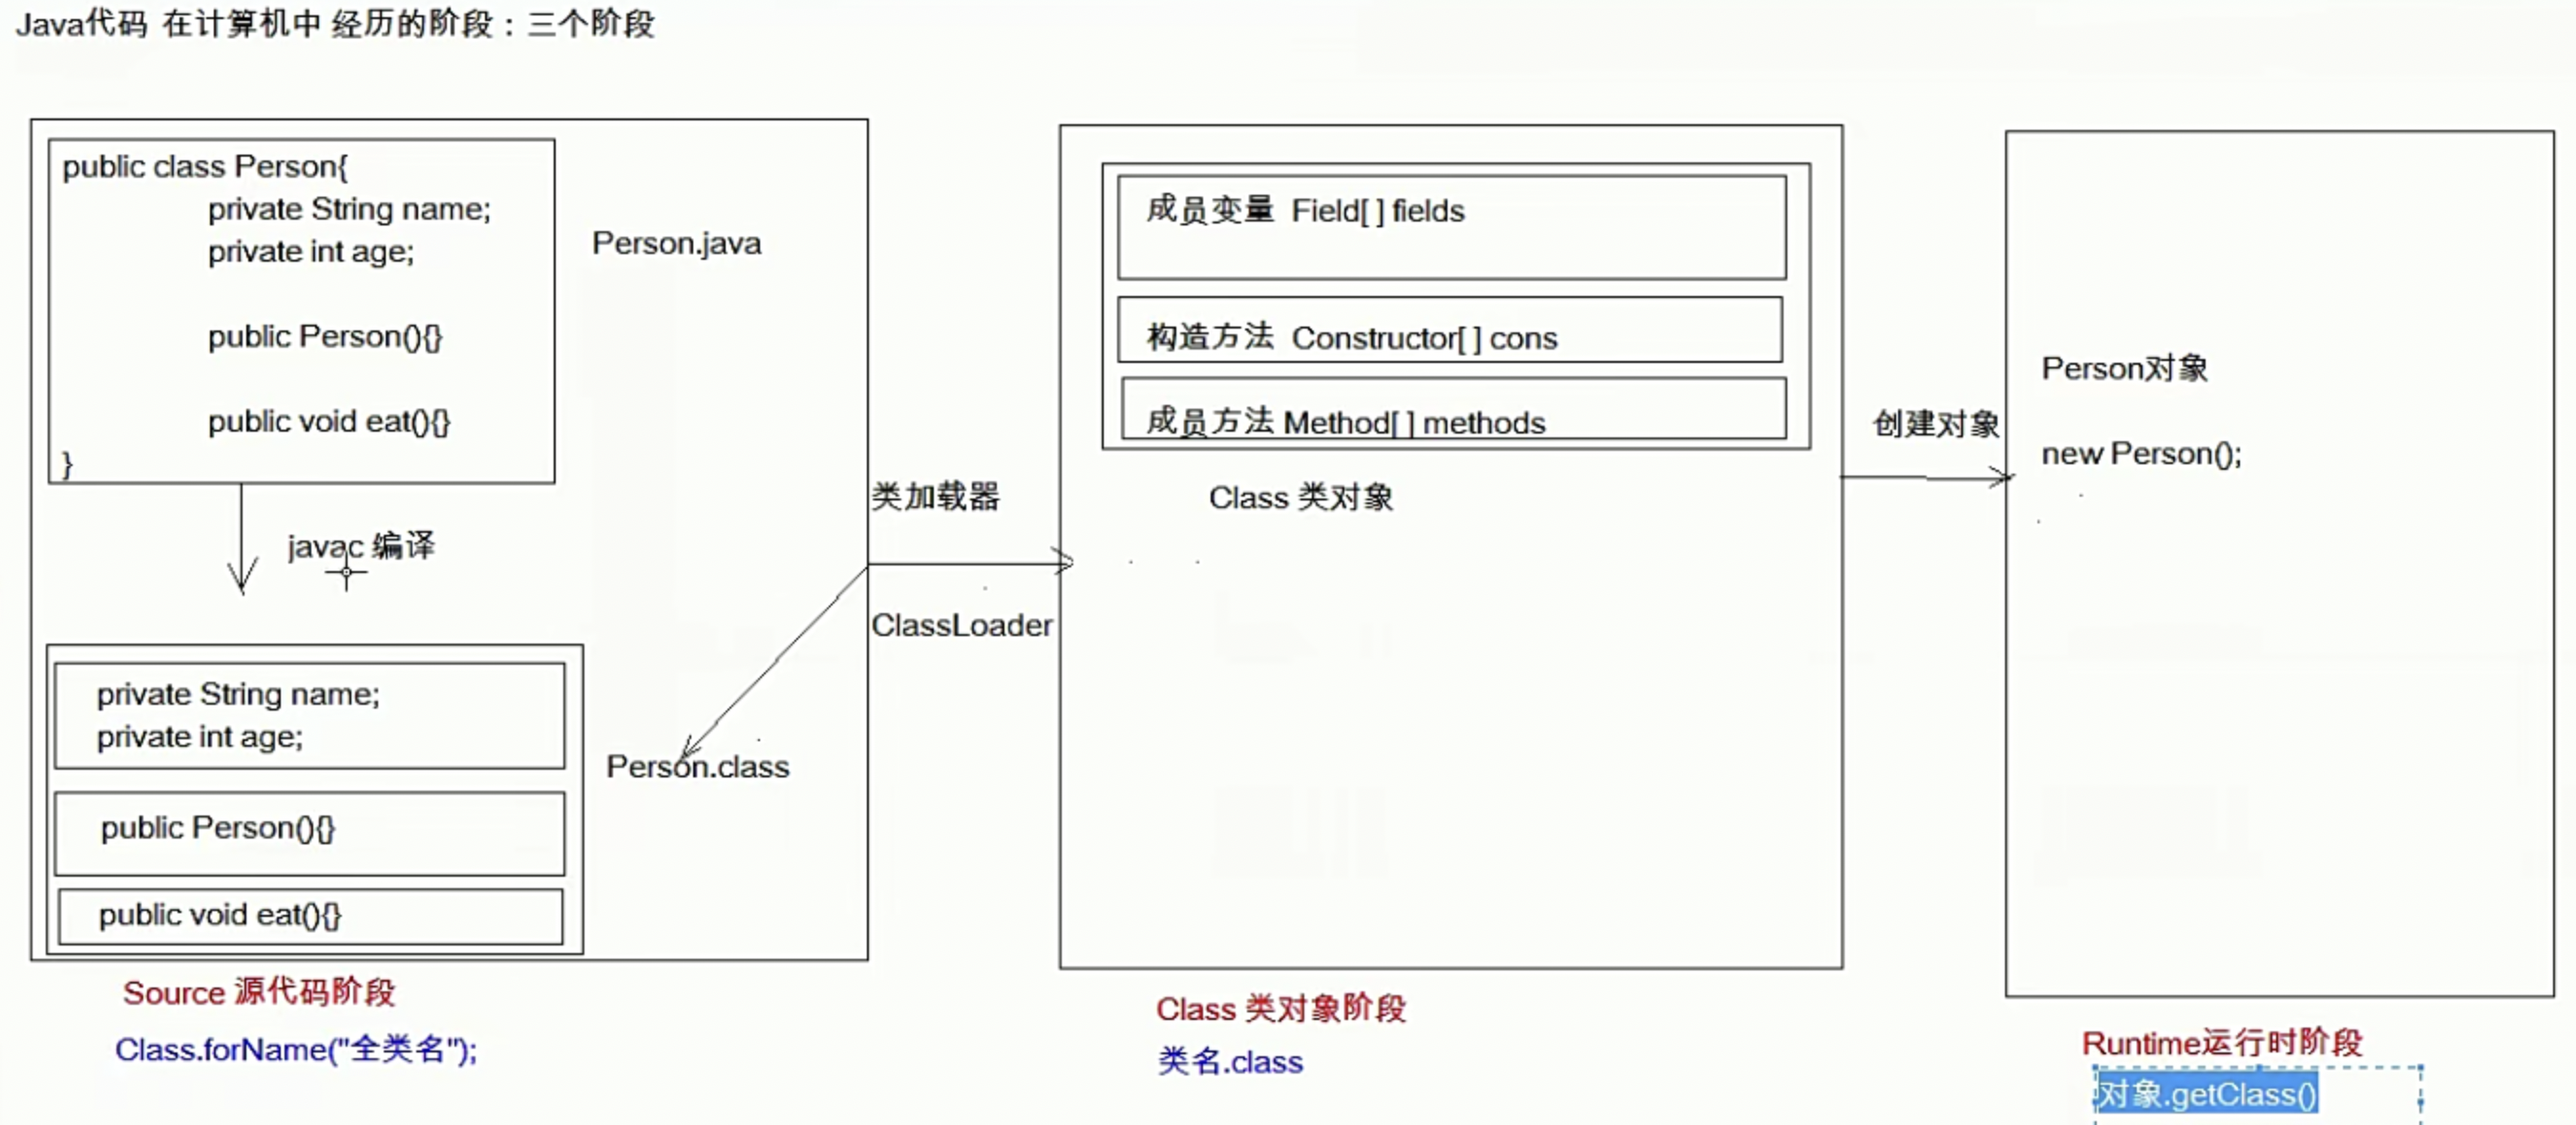 Java代码 在计算机中 经历的阶段：三个阶段
public class Person{
private String name;
private int age;
public Person(){}
public void eat(){}
}
Person.java
javac 编译
private String name;
private int age;
public Person(){}
public void eat(){}
Person.class
Source 源代码阶段
Class.forName("全类名");
类加载器
ClassLoader
成员变量 Field[ ] fields
构造方法 Constructor[ ] cons
成员方法 Method[ ] methods
Class 类对象
Class 类对象阶段
类名.class
创建对象
Person对象
new Person();
Runtime运行时阶段
对象.getClass()